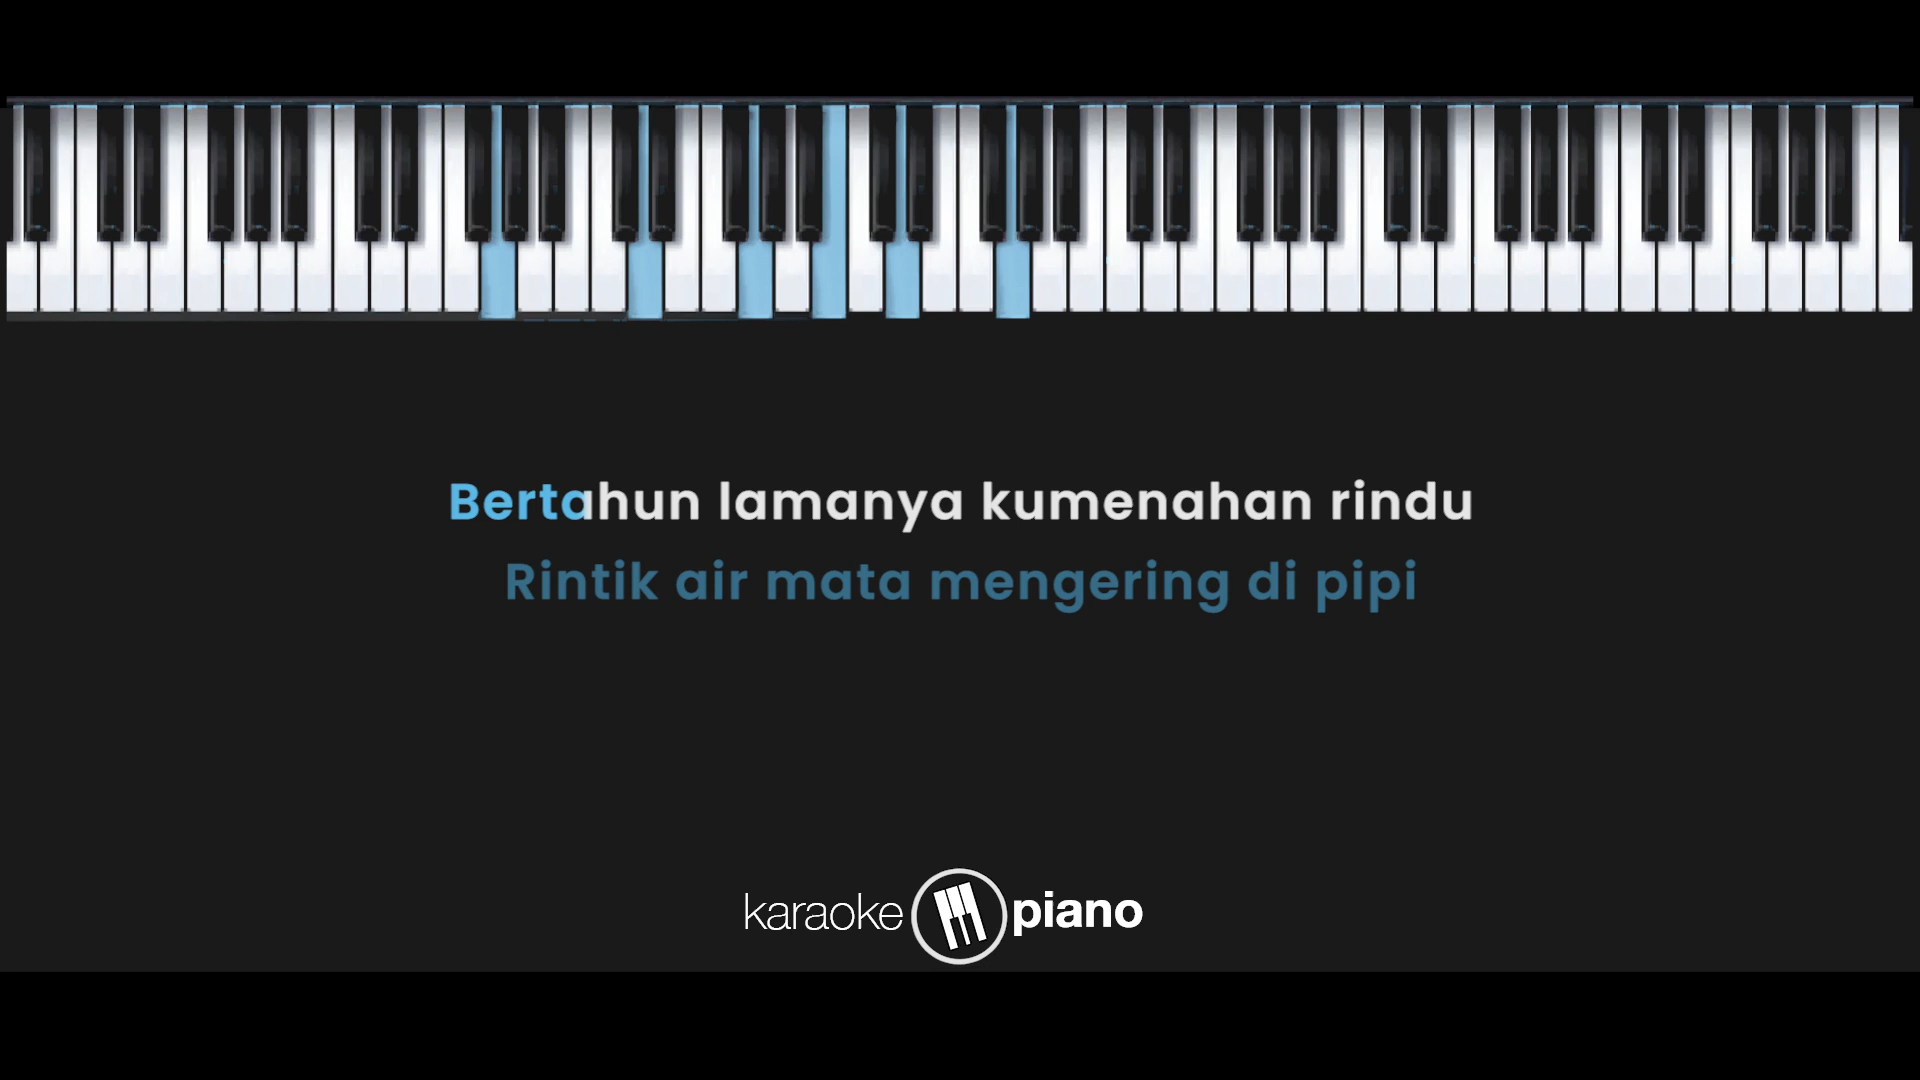 Bertahun lamanya kumenahan rindu
Rintik air mata mengering di pipi
karaoke piano